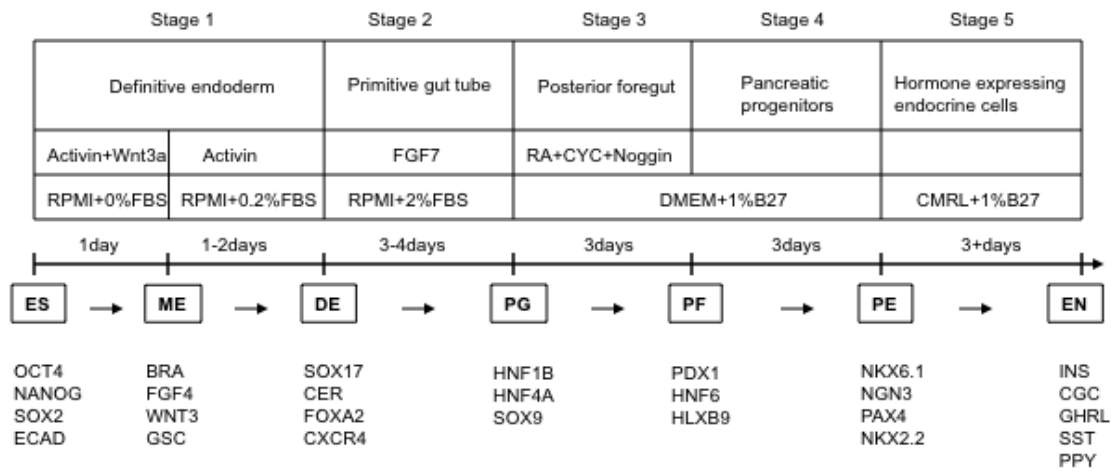 Stage 1 Stage 2 Stage 3 Stage 4 Stage 5
Definitive endoderm
Primitive gut tube
Posterior foregut
Pancreatic
progenitors
Hormone expressing
endocrine cells
Activin+Wnt3a Activin FGF7 RA+CYC+Noggin
RPMI+0%FBS RPMI+0.2%FBS RPMI+2%FBS DMEM+1%B27 CMRL+1%B27
1day 1-2days 3-4days 3days 3days 3+days
ES ME DE PG PF PE EN
OCT4 BRA SOX17 HNF1B PDX1 NKX6.1 INS
NANOG FGF4 CER HNF4A HNF6 NGN3 CGC
SOX2 WNT3 FOXA2 SOX9 HLXB9 PAX4 GHRL
ECAD GSC CXCR4 NKX2.2 SST
PPY